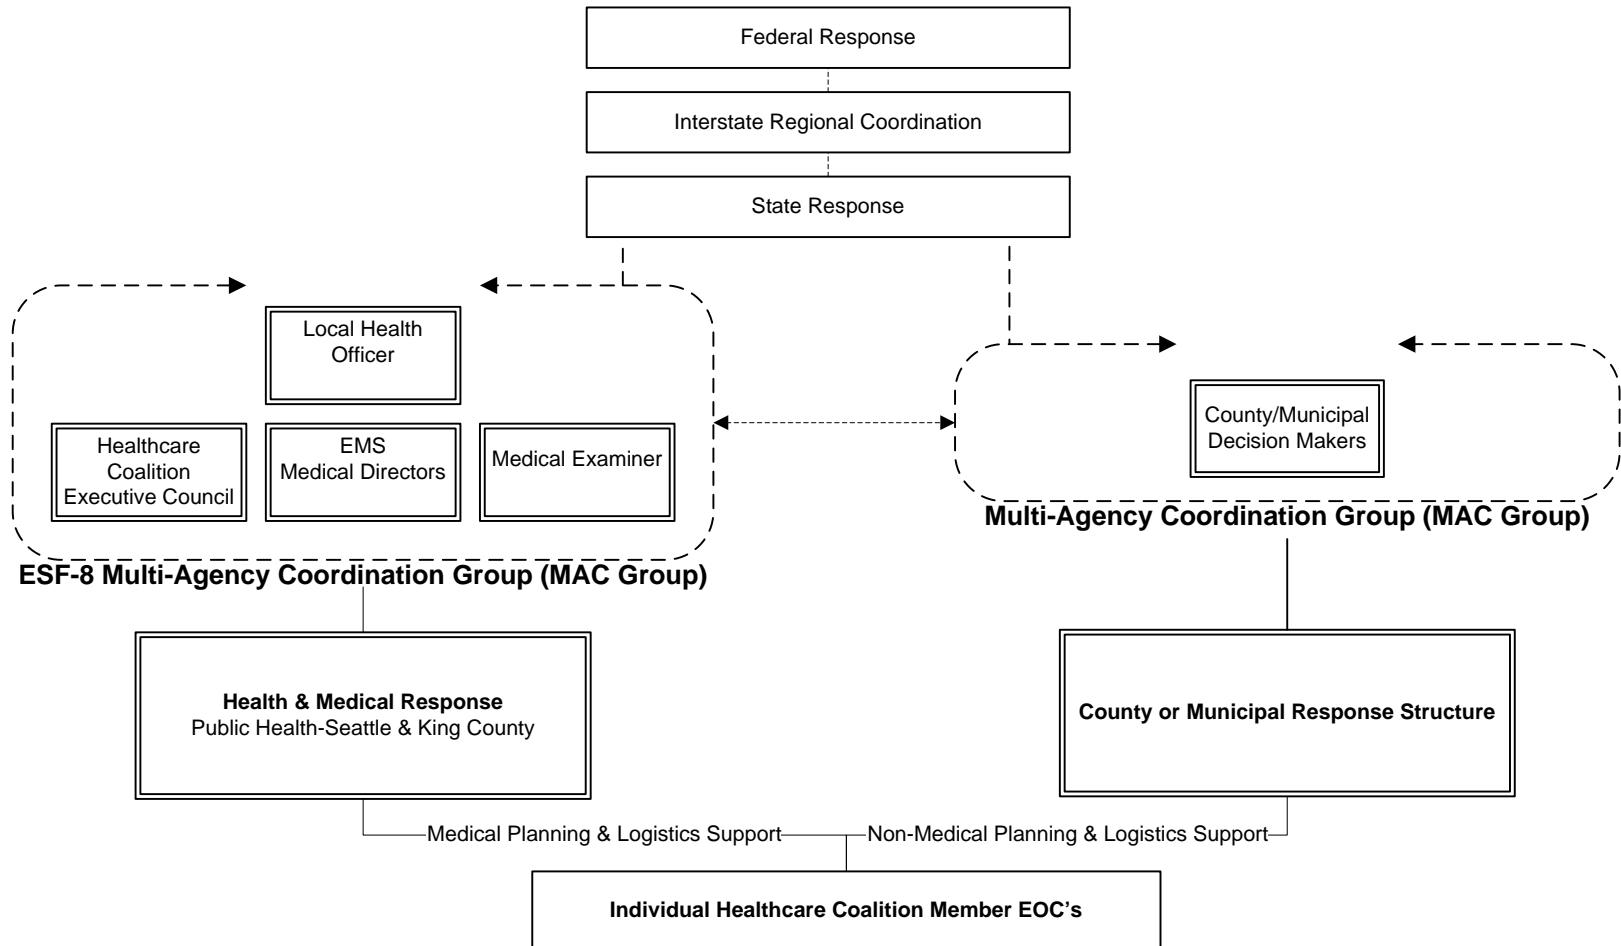 Federal Response
Interstate Regional Coordination
State Response
Local Health
Officer
Healthcare
Coalition
Executive Council
EMS
Medical Directors
Medical Examiner
County/Municipal
Decision Makers
Multi-Agency Coordination Group (MAC Group)
ESF-8 Multi-Agency Coordination Group (MAC Group)
Health & Medical Response
Public Health-Seattle & King County
County or Municipal Response Structure
Medical Planning & Logistics Support
Non-Medical Planning & Logistics Support
Individual Healthcare Coalition Member EOC's